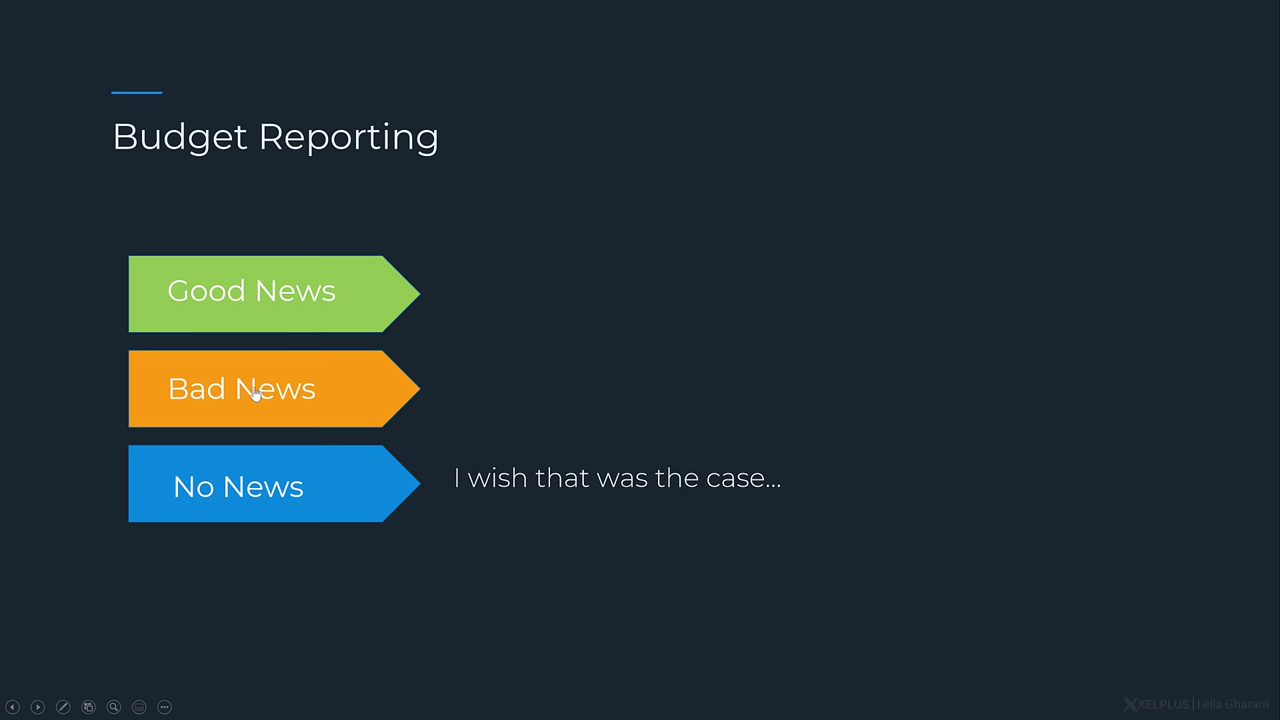 Budget Reporting
Good News
Bad News
No News
I wish that was the case...
XELPLUS | Leila Gharani